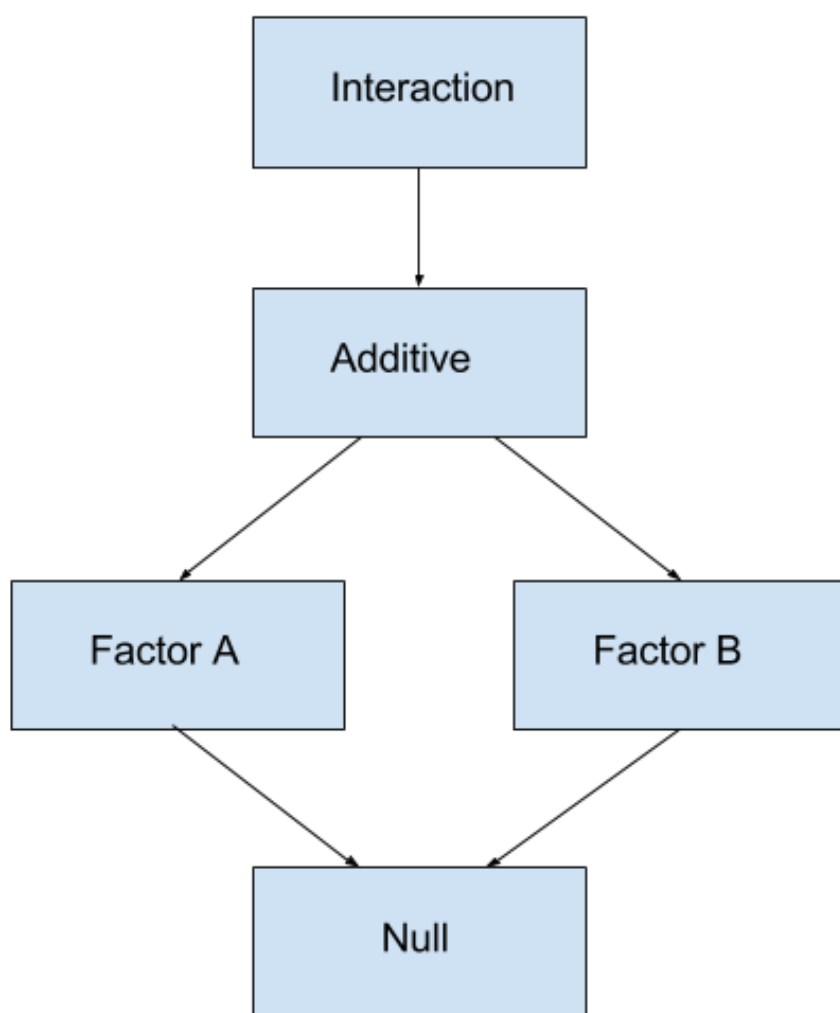 Interaction
Additive
Factor A
Factor B
Null